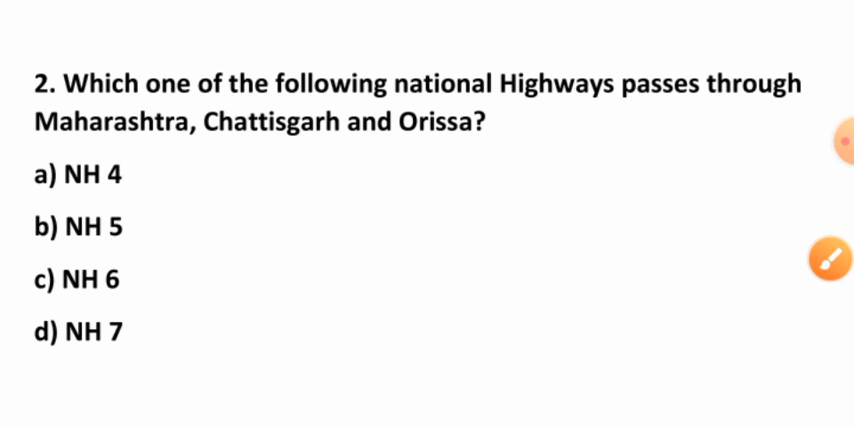 2. Which one of the following national Highways passes through
Maharashtra, Chattisgarh and Orissa?
a) NH 4
b) NH 5
c) NH 6
d) NH 7